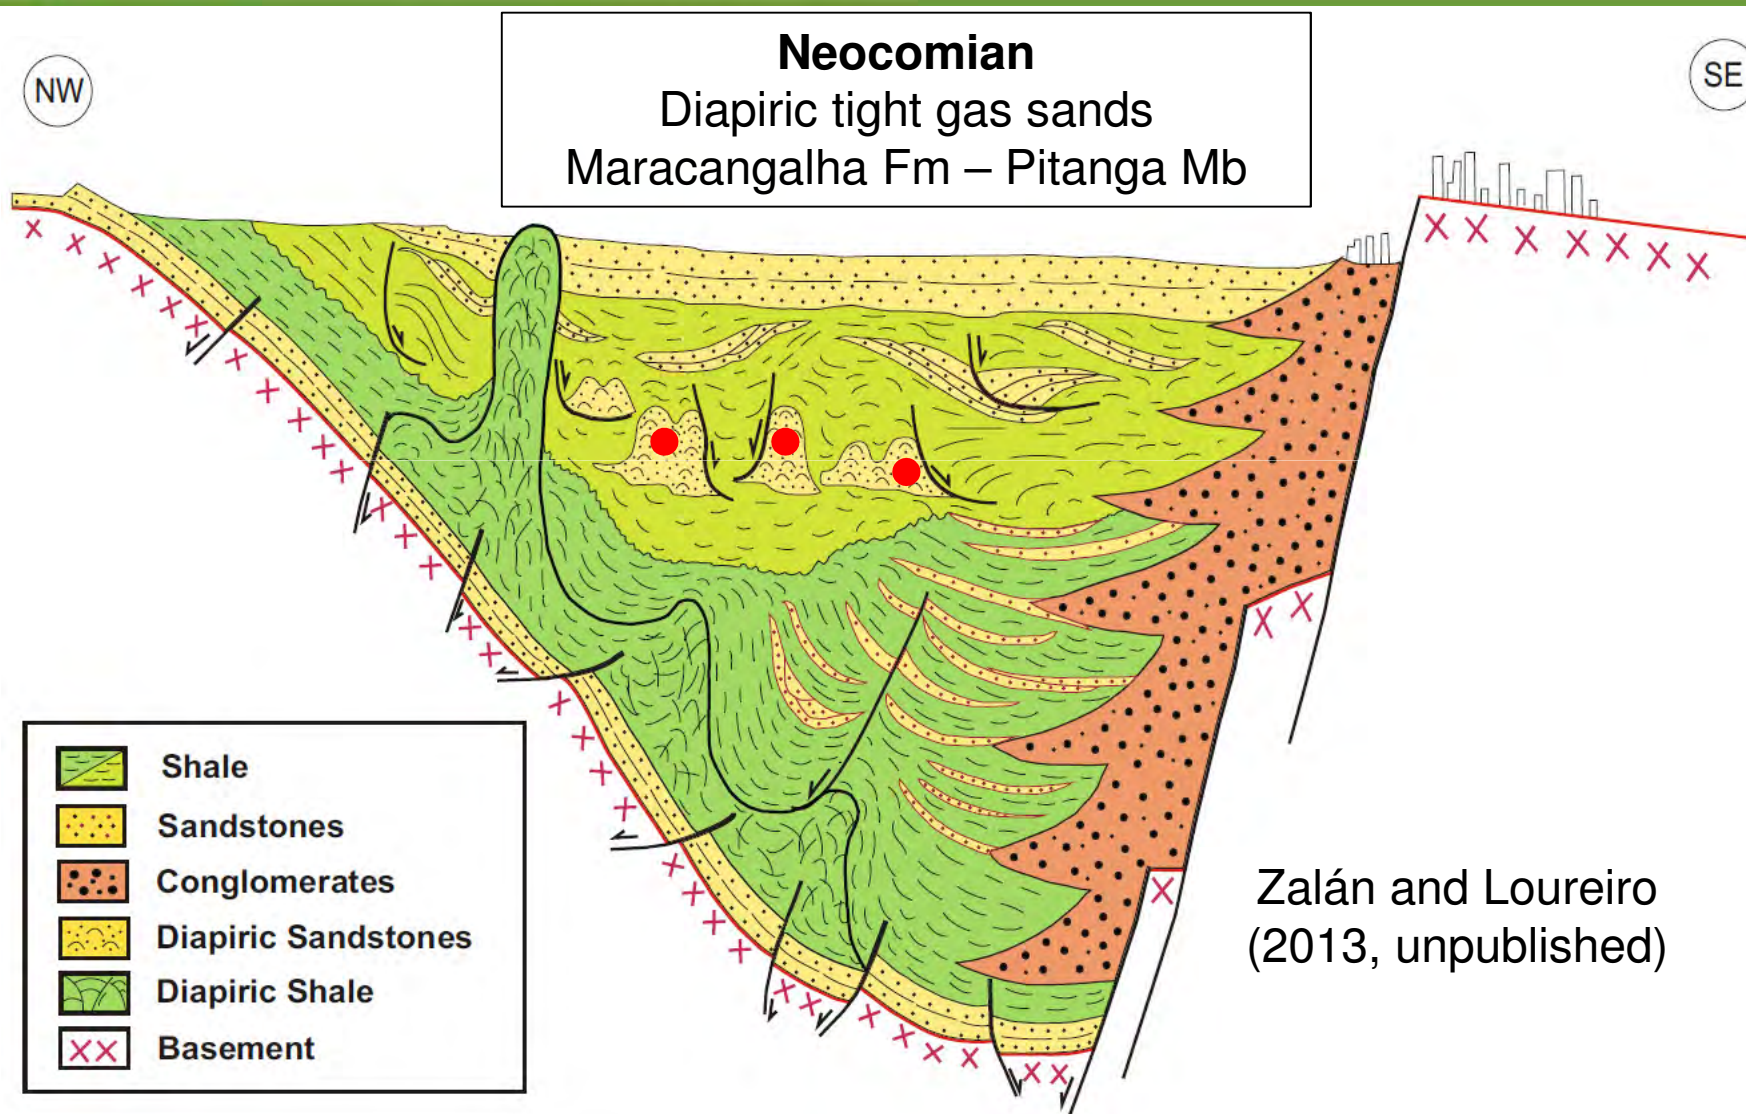 NW
Neocomian
Diapiric tight gas sands
Maracangalha Fm – Pitanga Mb
SE
Shale
Sandstones
Conglomerates
Diapiric Sandstones
Diapiric Shale
Basement
Zalán and Loureiro
(2013, unpublished)